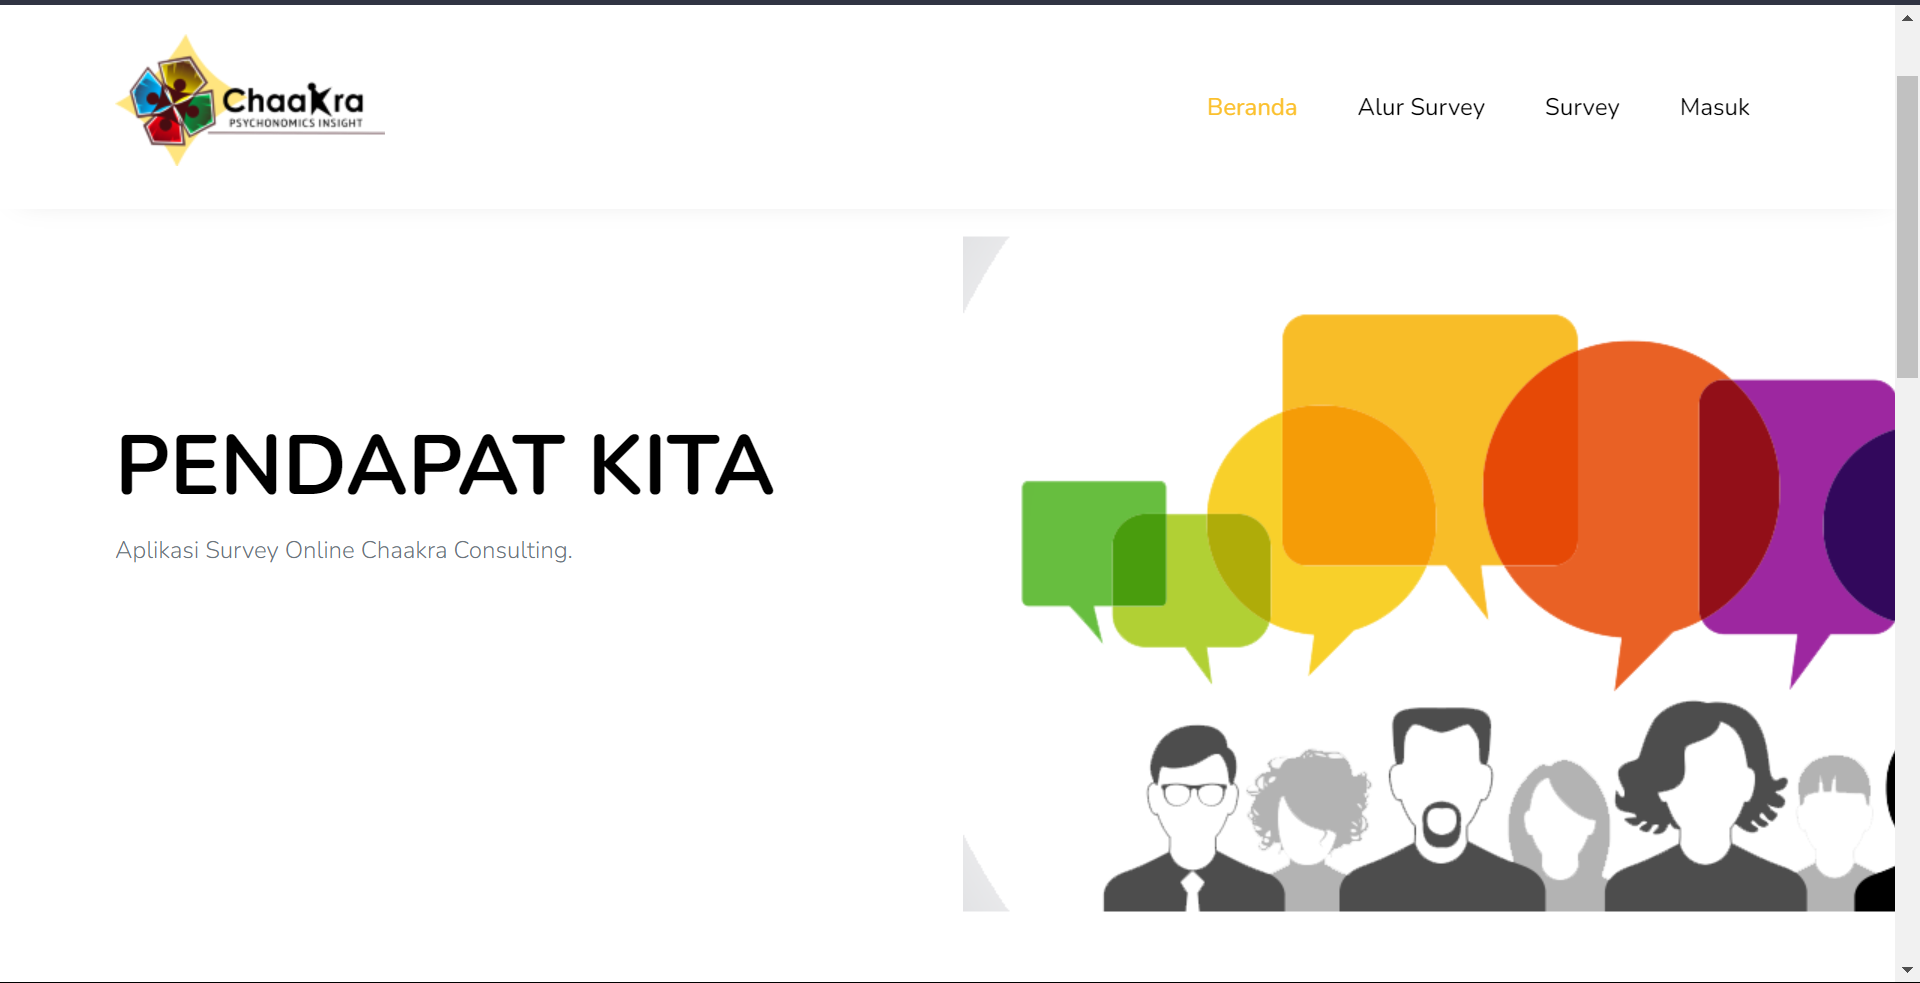 Chaakra
PSYCHONOMICS INSIGHT
Beranda
Alur Survey
Survey
Masuk
PENDAPAT KITA
Aplikasi Survey Online Chaakra Consulting.